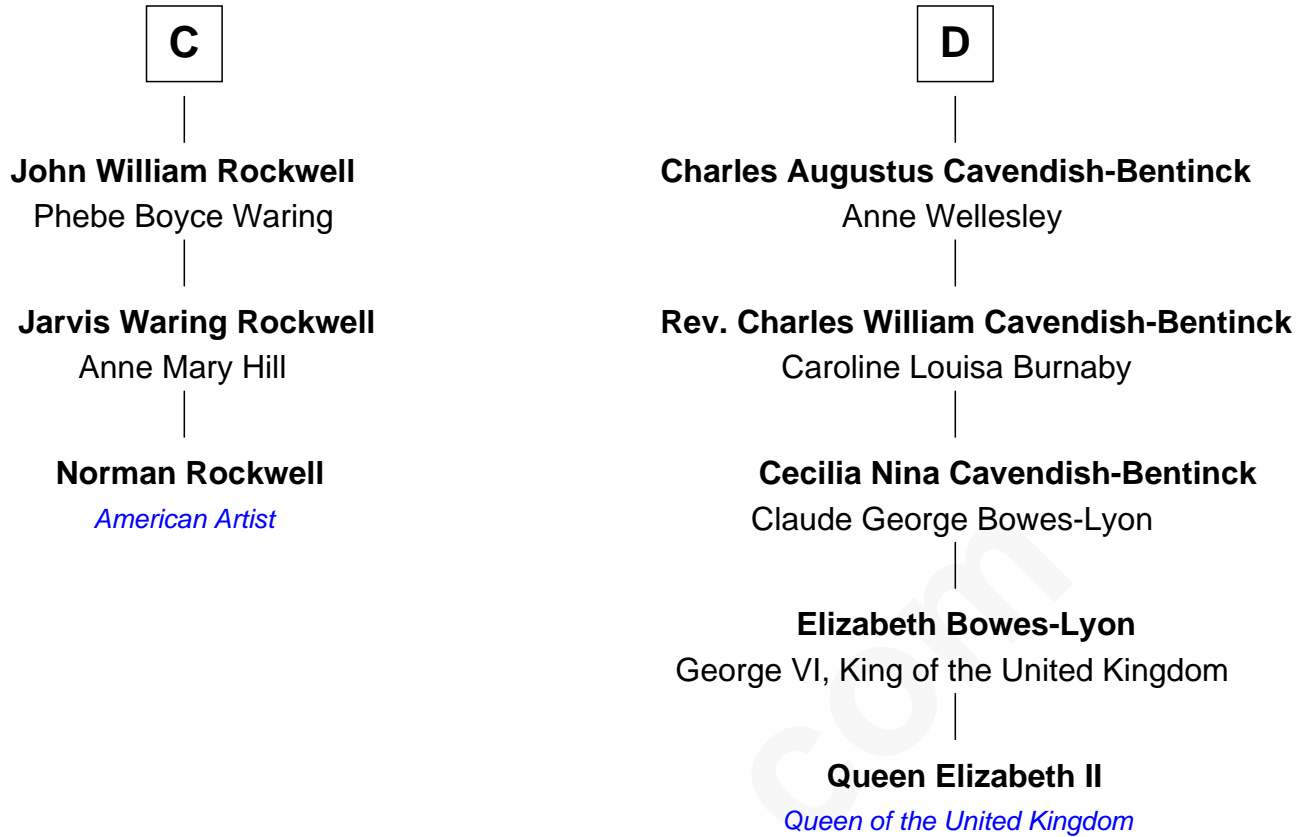 C
John William Rockwell
Phebe Boyce Waring
Jarvis Waring Rockwell
Anne Mary Hill
Norman Rockwell
American Artist
D
Charles Augustus Cavendish-Bentinck
Anne Wellesley
Rev. Charles William Cavendish-Bentinck
Caroline Louisa Burnaby
Cecilia Nina Cavendish-Bentinck
Claude George Bowes-Lyon
Elizabeth Bowes-Lyon
George VI, King of the United Kingdom
Queen Elizabeth II
Queen of the United Kingdom
com